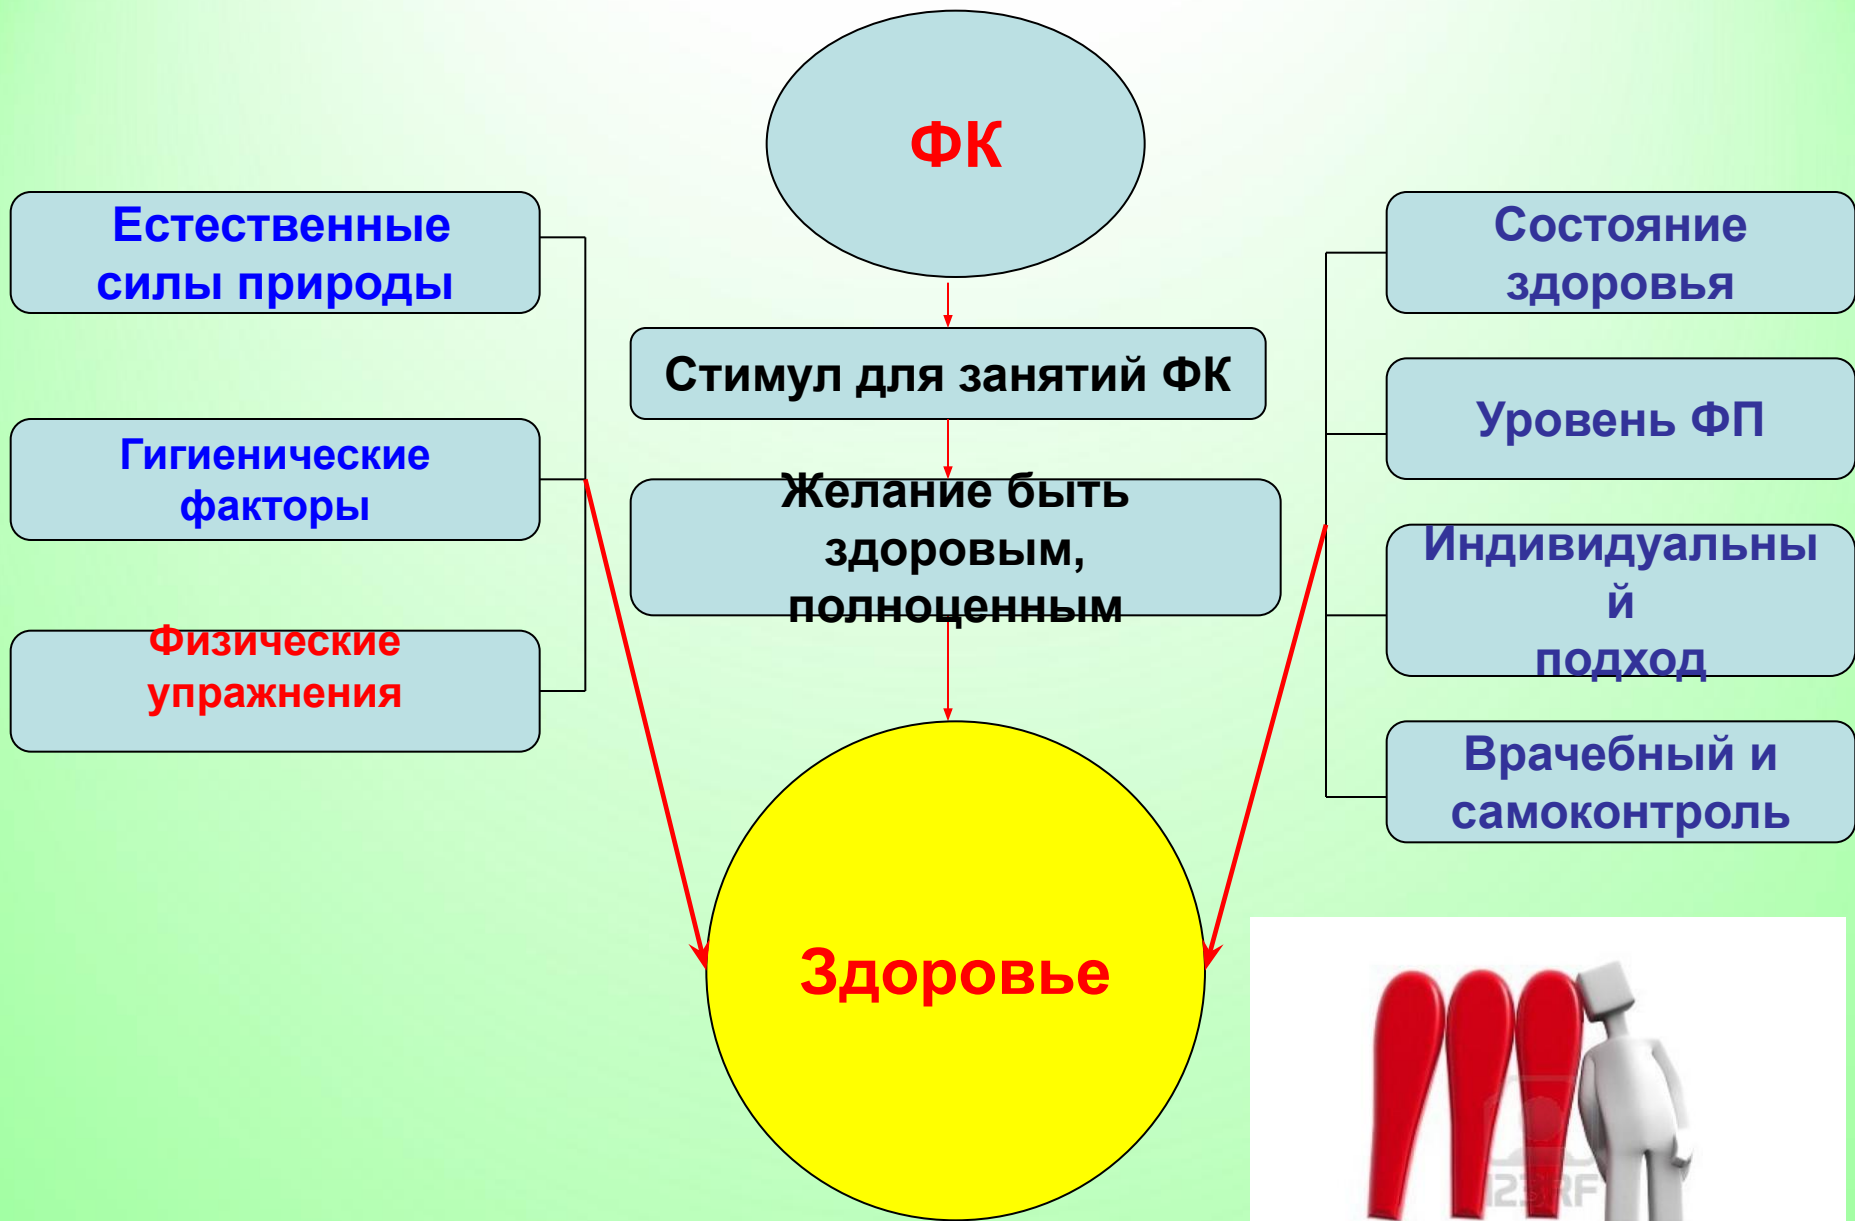 ФК
Естественные
силы природы
Гигиенические
факторы
Физические
упражнения
Стимул для занятий ФК
Желание быть
здоровым,
полноценным
Здоровье
Состояние
здоровья
Уровень ФП
Индивидуальны
й
подход
Врачебный и
самоконтроль
123RF